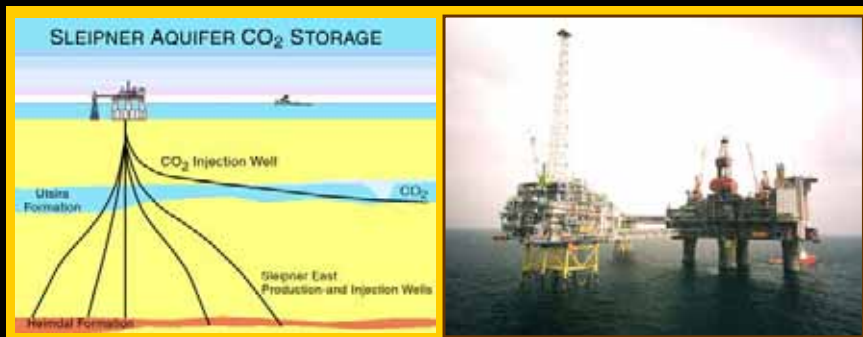 SLEIPNER AQUIFER CO2 STORAGE
CO2 Injection Well
CO2
Utsira
Formation
Sleipner East
Production and Injection Wells
Heimdal Formation